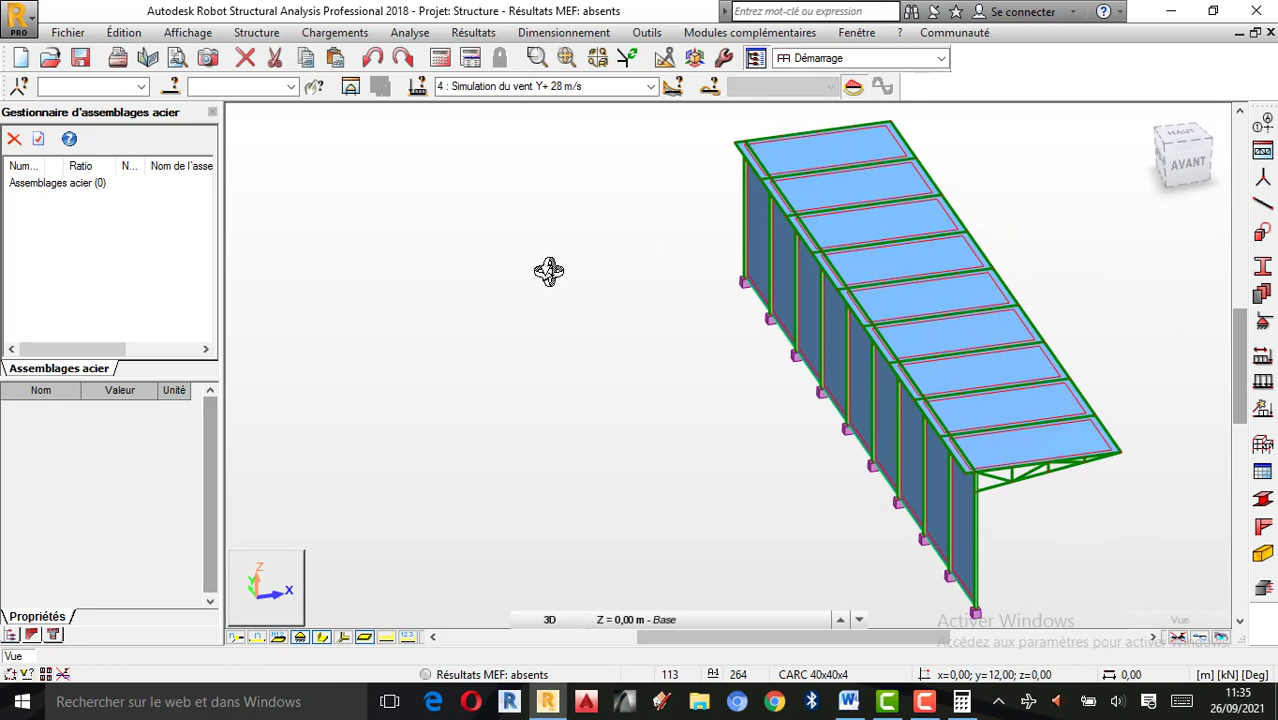 PRO
Autodesk Robot Structural Analysis Professional 2018 - Projet: Structure - Résultats MEF: absents
Entrez mot-clé ou expression
Se connecter
Fichier Édition Affichage Structure Chargements Analyse Résultats Dimensionnement Outils Modules complémentaires Fenêtre ? Communauté
Démarrage
4 : Simulation du vent Y+ 28 m/s
Gestionnaire d'assemblages acier
Num... Ratio N... Nom de l'asse
Assemblages acier (0)
Assemblages acier
Nom Valeur Unité
Propriétés
HAUT
AVANT
Z
Y
X
3D Z = 0,00 m - Base
Vue
Activer Windows
Accédez aux paramètres pour activer Windows.
Vue
Résultats MEF: absents 113 264 CARC 40x40x4 x=0,00; y=12,00; z=0,00 0,00 [m] [kN] [Deg]
Rechercher sur le web et dans Windows
11:35
26/09/2021